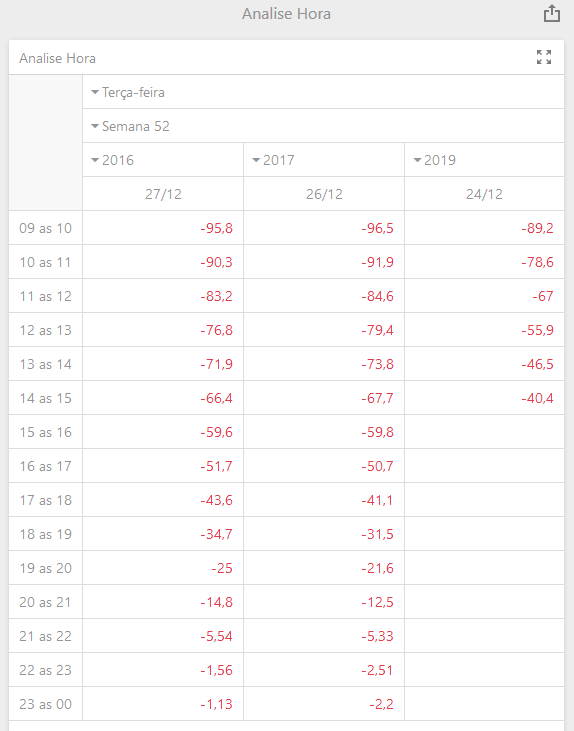 Analise Hora
Analise Hora
Terça-feira
Semana 52
2016 2017 2019
27/12 26/12 24/12
09 as 10 -95,8 -96,5 -89,2
10 as 11 -90,3 -91,9 -78,6
11 as 12 -83,2 -84,6 -67
12 as 13 -76,8 -79,4 -55,9
13 as 14 -71,9 -73,8 -46,5
14 as 15 -66,4 -67,7 -40,4
15 as 16 -59,6 -59,8
16 as 17 -51,7 -50,7
17 as 18 -43,6 -41,1
18 as 19 -34,7 -31,5
19 as 20 -25 -21,6
20 as 21 -14,8 -12,5
21 as 22 -5,54 -5,33
22 as 23 -1,56 -2,51
23 as 00 -1,13 -2,2